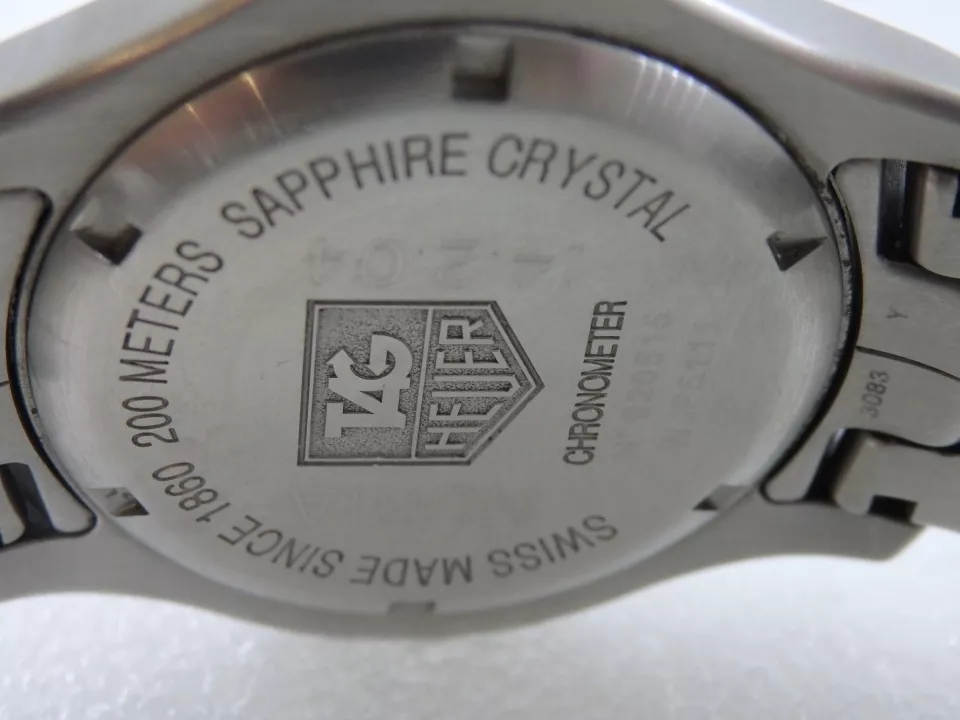 SAPPHIRE CRYSTAL
200 METERS
SINCE 1860
SWISS MADE
TAG
HEUER
CHRONOMETER
Y
3083